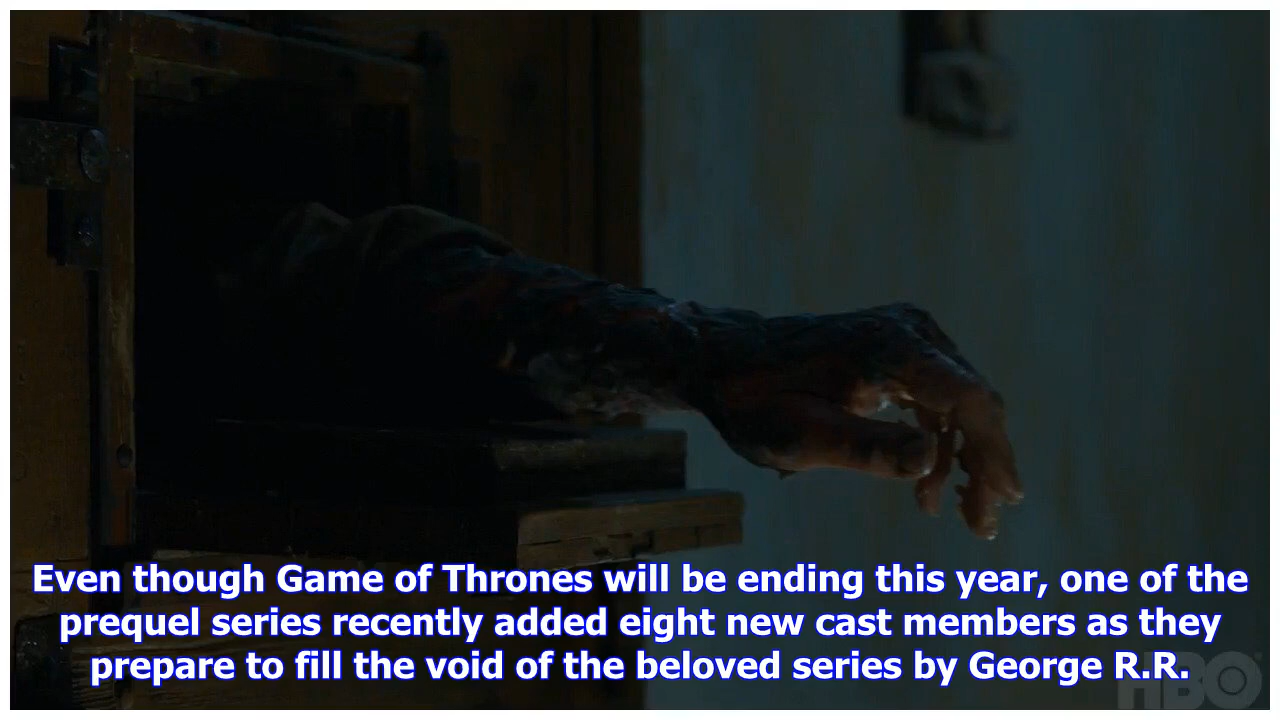 Even though Game of Thrones will be ending this year, one of the
prequel series recently added eight new cast members as they
prepare to fill the void of the beloved series by George R.R.
HBO